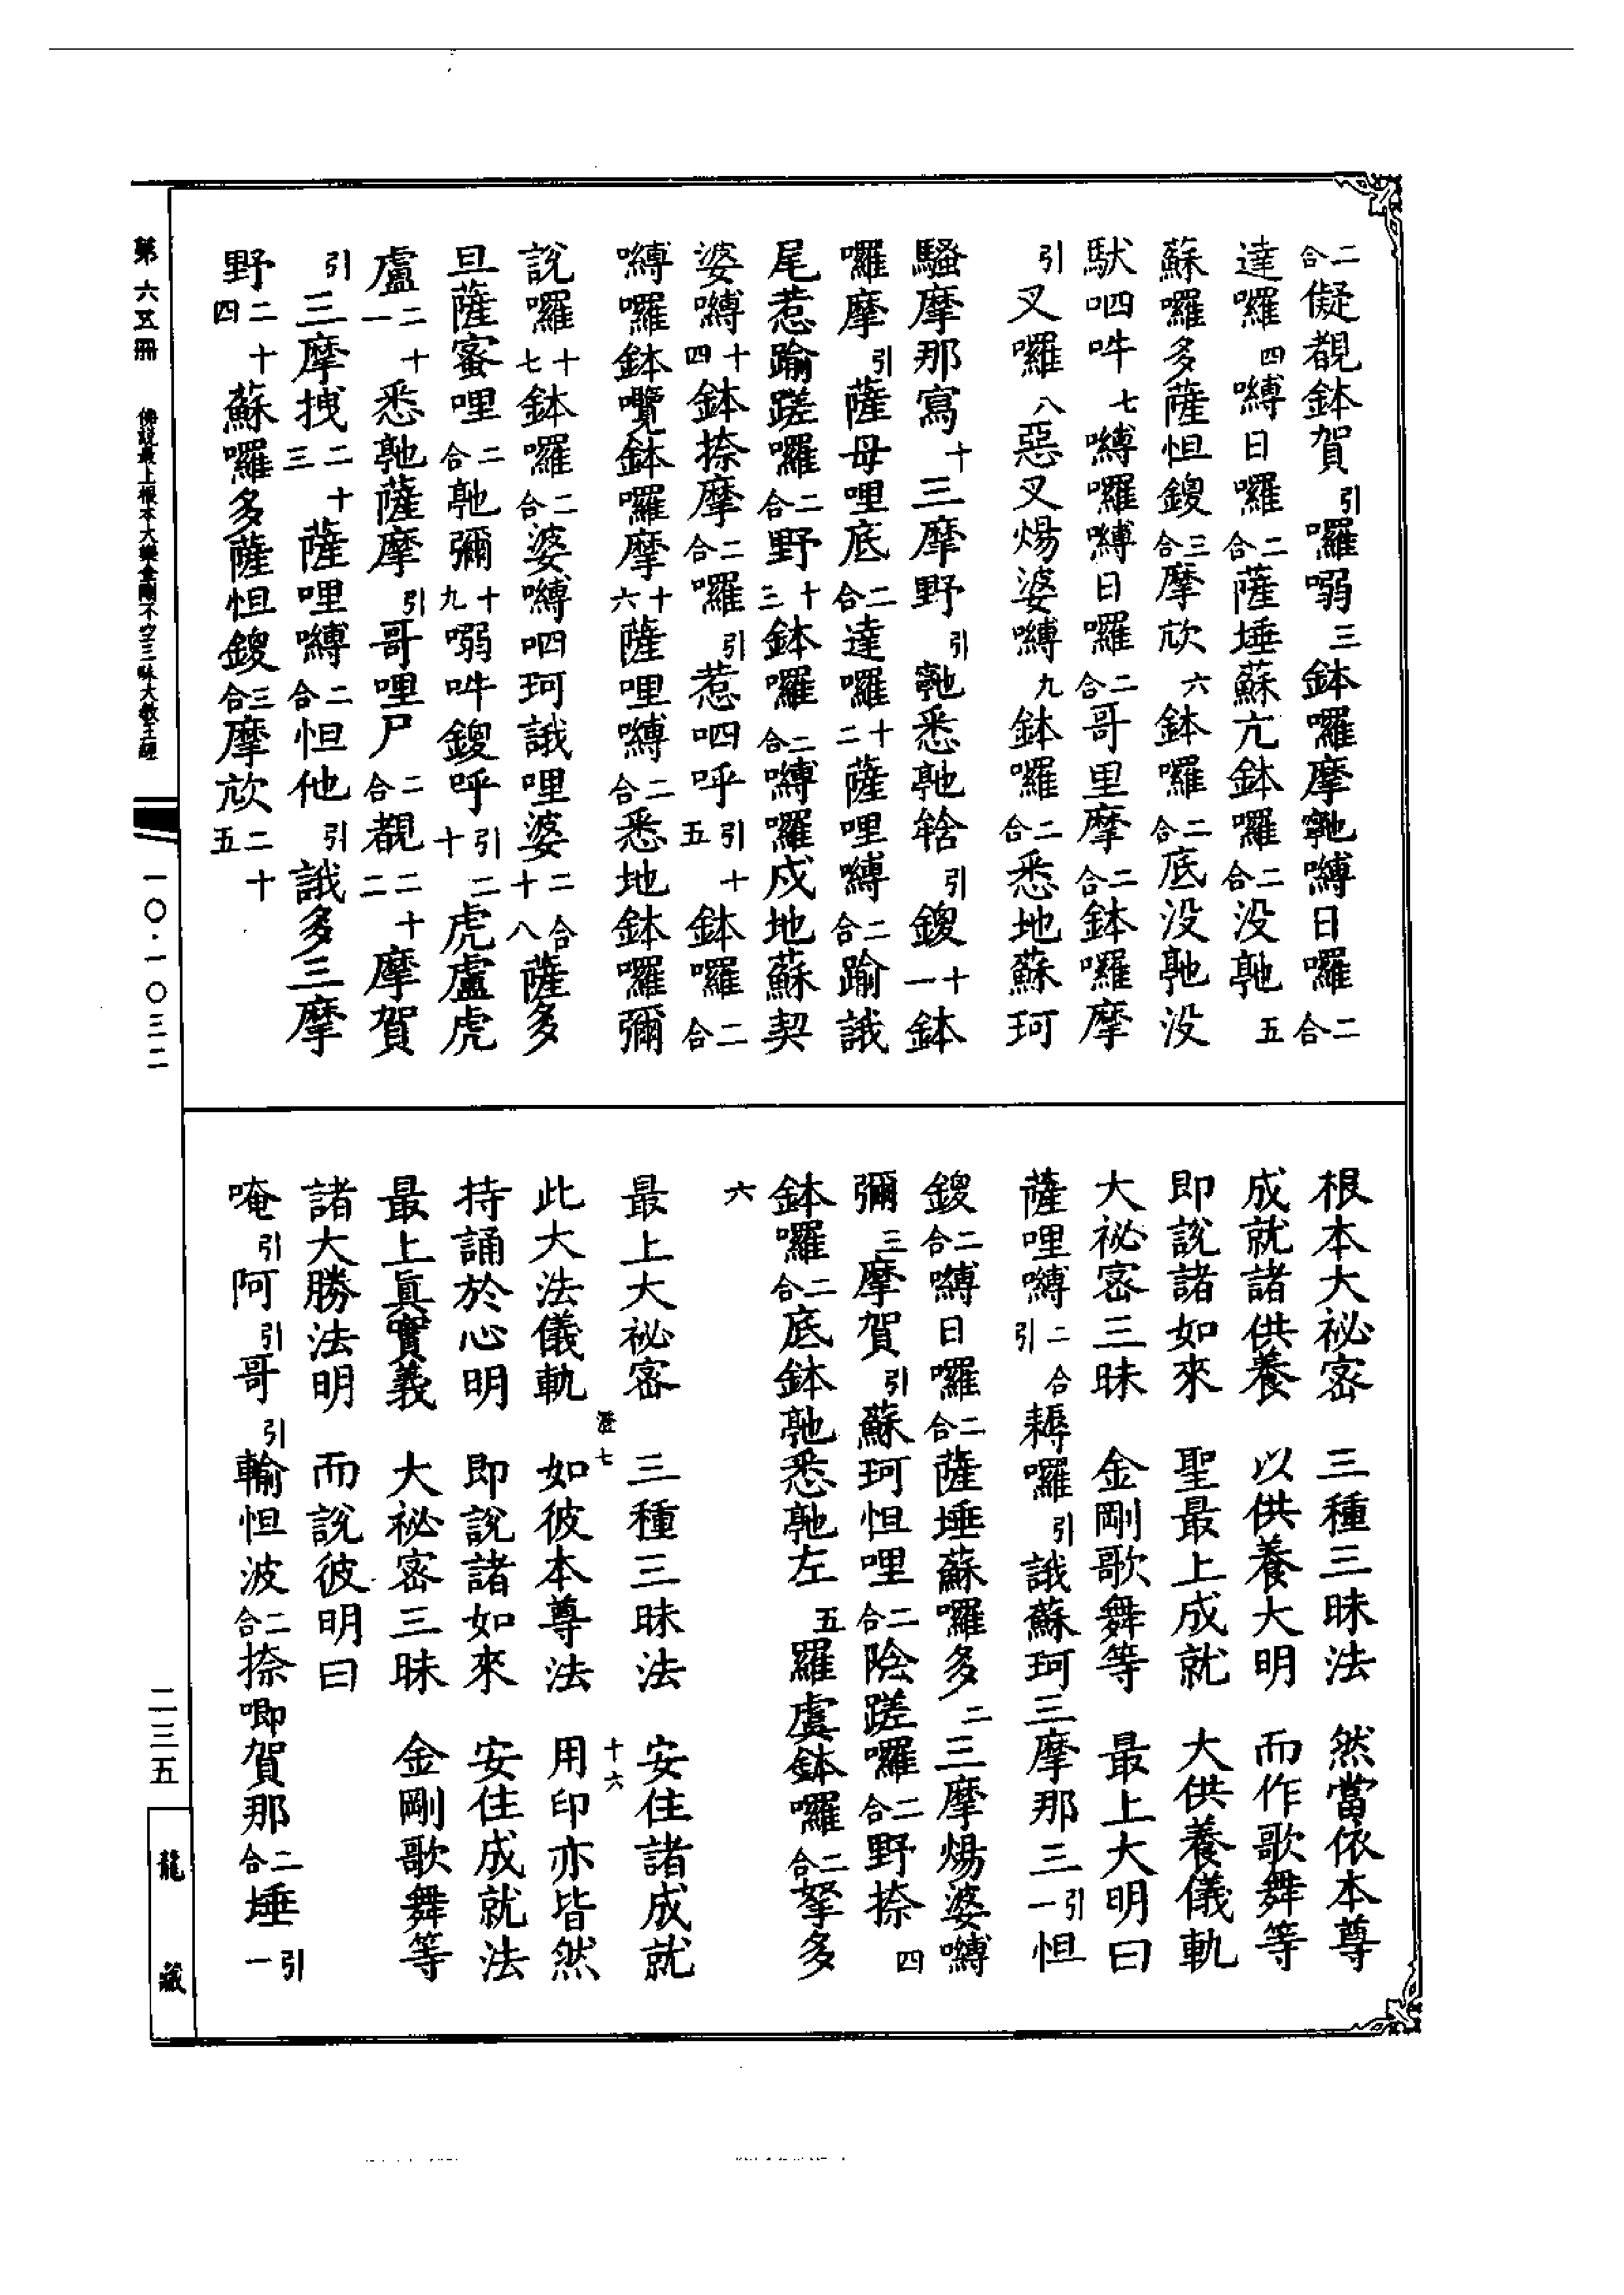 二合儗覩鉢賀引囉嚩三鉢囉摩䭾嚩日囉二合
達囉四嚩日囉二合薩埵蘇亢鉢囉二合没馱五
蘇囉多薩怛鑁三合摩㰠六鉢囉二合底没馱没
馱呬吽七嚩囉嚩日囉二合哥里摩二合鉢囉摩
引叉囉八惡叉煬婆嚩九鉢囉二合悉地蘇珂
騷摩那寫十三摩野引馳悉馳辖引鑁十一鉢
囉摩引薩母哩底二合達囉十二薩哩嚩二合踰誐
尾惹踰蹉囉二合野十三鉢囉二合嚩囉戍地蘇契
婆嚩十四鉢捺摩二合囉引惹呬呼引十五鉢囉二合
嚩囉鉢囕鉢囉摩十六薩哩嚩二合悉地鉢囉彌
說囉十七鉢囉二合婆嚩呬珂誐哩婆二合十八薩多
旦薩蜜哩二合馳彌十九嗍吽鑁呼引二十虎盧虎
盧二十一悉馳薩摩引哥哩尸二合覩二十二摩賀
引三摩拽二十三薩哩嚩二合怛他引誐多三摩
野二十四蘇囉多薩怛鑁三合摩㰠二十五
根本大祕密　三種三昧法　然當依本尊
成就諸供養　以供養大明　而作歌舞等
即說諸如來　聖最上成就　大供養儀軌
大祕密三昧　金剛歌舞等　最上大明曰
薩哩嚩二合引耨囉引誐蘇珂三摩那三引一怛
鑁二合嚩日囉二合薩埵蘇囉多二三摩煬婆嚩
彌三摩賀引蘇珂怛哩二合陰蹉囉二合野捺四
鉢囉二合底鉢馳悉馳左五羅虞鉢囉二合拏多
六
最上大祕密　三種三昧法　安住諸成就
此大法儀軌　如彼本尊法　用印亦皆然
持誦於心明　即說諸如來　安住成就法
最上眞實義　大祕密三昧　金剛歌舞等
諸大勝法明　而說彼明曰
唵引阿引哥引輸怛波二合捺唧賀那二合埵引一
第六五冊　佛說最上根本大樂金剛不空三昧大教王經　一〇·一〇三二　二三五　龍藏